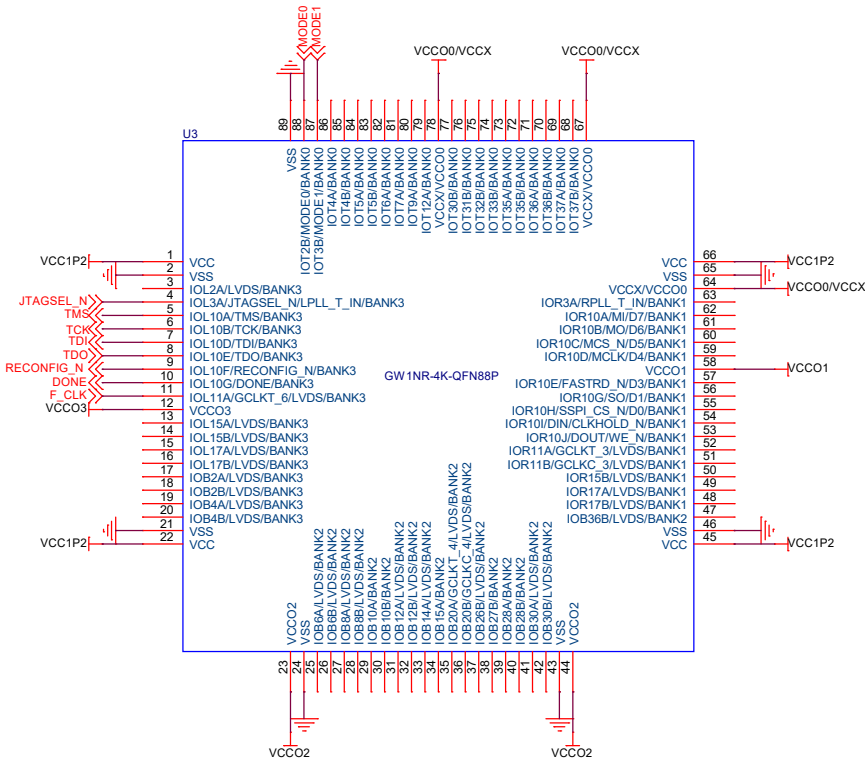 MODE0
MODE1
VCCO0/VCCX
VCCO0/VCCX
89
88
87
86
85
84
83
82
81
80
79
78
77
76
75
74
73
72
71
70
69
68
67
U3
VSS
IOT2B/MODE0/BANK0
IOT3B/MODE1/BANK0
IOT4A/BANK0
IOT4B/BANK0
IOT5A/BANK0
IOT5B/BANK0
IOT6A/BANK0
IOT7A/BANK0
IOT9A/BANK0
IOT12A/BANK0
VCCX/VCCO0
IOT30B/BANK0
IOT31B/BANK0
IOT32B/BANK0
IOT33B/BANK0
IOT35A/BANK0
IOT35B/BANK0
IOT36A/BANK0
IOT36B/BANK0
IOT37A/BANK0
IOT37B/BANK0
VCCX/VCCO0
VCC1P2 1 VCC
2 VSS
3 IOL2A/LVDS/BANK3
JTAGSEL_N 4 IOL3A/JTAGSEL_N/LPLL_T_IN/BANK3
TMS 5 IOL10A/TMS/BANK3
TCK 6 IOL10B/TCK/BANK3
TDI 7 IOL10D/TDI/BANK3
TDO 8 IOL10E/TDO/BANK3
RECONFIG_N 9 IOL10F/RECONFIG_N/BANK3
DONE 10 IOL10G/DONE/BANK3
F_CLK 11 IOL11A/GCLKT_6/LVDS/BANK3
VCCO3 12 VCCO3
13 IOL15A/LVDS/BANK3
14 IOL15B/LVDS/BANK3
15 IOL17A/LVDS/BANK3
16 IOL17B/LVDS/BANK3
17 IOB2A/LVDS/BANK3
18 IOB2B/LVDS/BANK3
19 IOB4A/LVDS/BANK3
20 IOB4B/LVDS/BANK3
21 VSS
VCC1P2 22 VCC
GW1NR-4K-QFN88P
VCC 66 VCC1P2
VSS 65
VCCX/VCCO0 64 VCCO0/VCCX
IOR3A/RPLL_T_IN/BANK1 63
IOR10A/MI/D7/BANK1 62
IOR10B/MO/D6/BANK1 61
IOR10C/MCS_N/D5/BANK1 60
IOR10D/MCLK/D4/BANK1 59
VCCO1 58 VCCO1
IOR10E/FASTRD_N/D3/BANK1 57
IOR10G/SO/D1/BANK1 56
IOR10H/SSPI_CS_N/D0/BANK1 55
IOR10I/DIN/CLKHOLD_N/BANK1 54
IOR10J/DOUT/WE_N/BANK1 53
IOR11A/GCLKT_3/LVDS/BANK1 52
IOR11B/GCLKC_3/LVDS/BANK1 51
IOR15B/LVDS/BANK1 50
IOR17A/LVDS/BANK1 49
IOR17B/LVDS/BANK1 48
IOB36B/LVDS/BANK2 47
VSS 46
VCC 45 VCC1P2
VCCO2
VSS
IOB6A/LVDS/BANK2
IOB6B/LVDS/BANK2
IOB8A/LVDS/BANK2
IOB8B/LVDS/BANK2
IOB10A/BANK2
IOB10B/BANK2
IOB12A/LVDS/BANK2
IOB12B/LVDS/BANK2
IOB14A/LVDS/BANK2
IOB15A/BANK2
IOB20A/GCLKT_4/LVDS/BANK2
IOB20B/GCLKC_4/LVDS/BANK2
IOB26B/LVDS/BANK2
IOB27B/BANK2
IOB28A/BANK2
IOB28B/BANK2
IOB30A/LVDS/BANK2
IOB30B/LVDS/BANK2
VSS
VCCO2
23
24
25
26
27
28
29
30
31
32
33
34
35
36
37
38
39
40
41
42
43
44
VCCO2
VCCO2